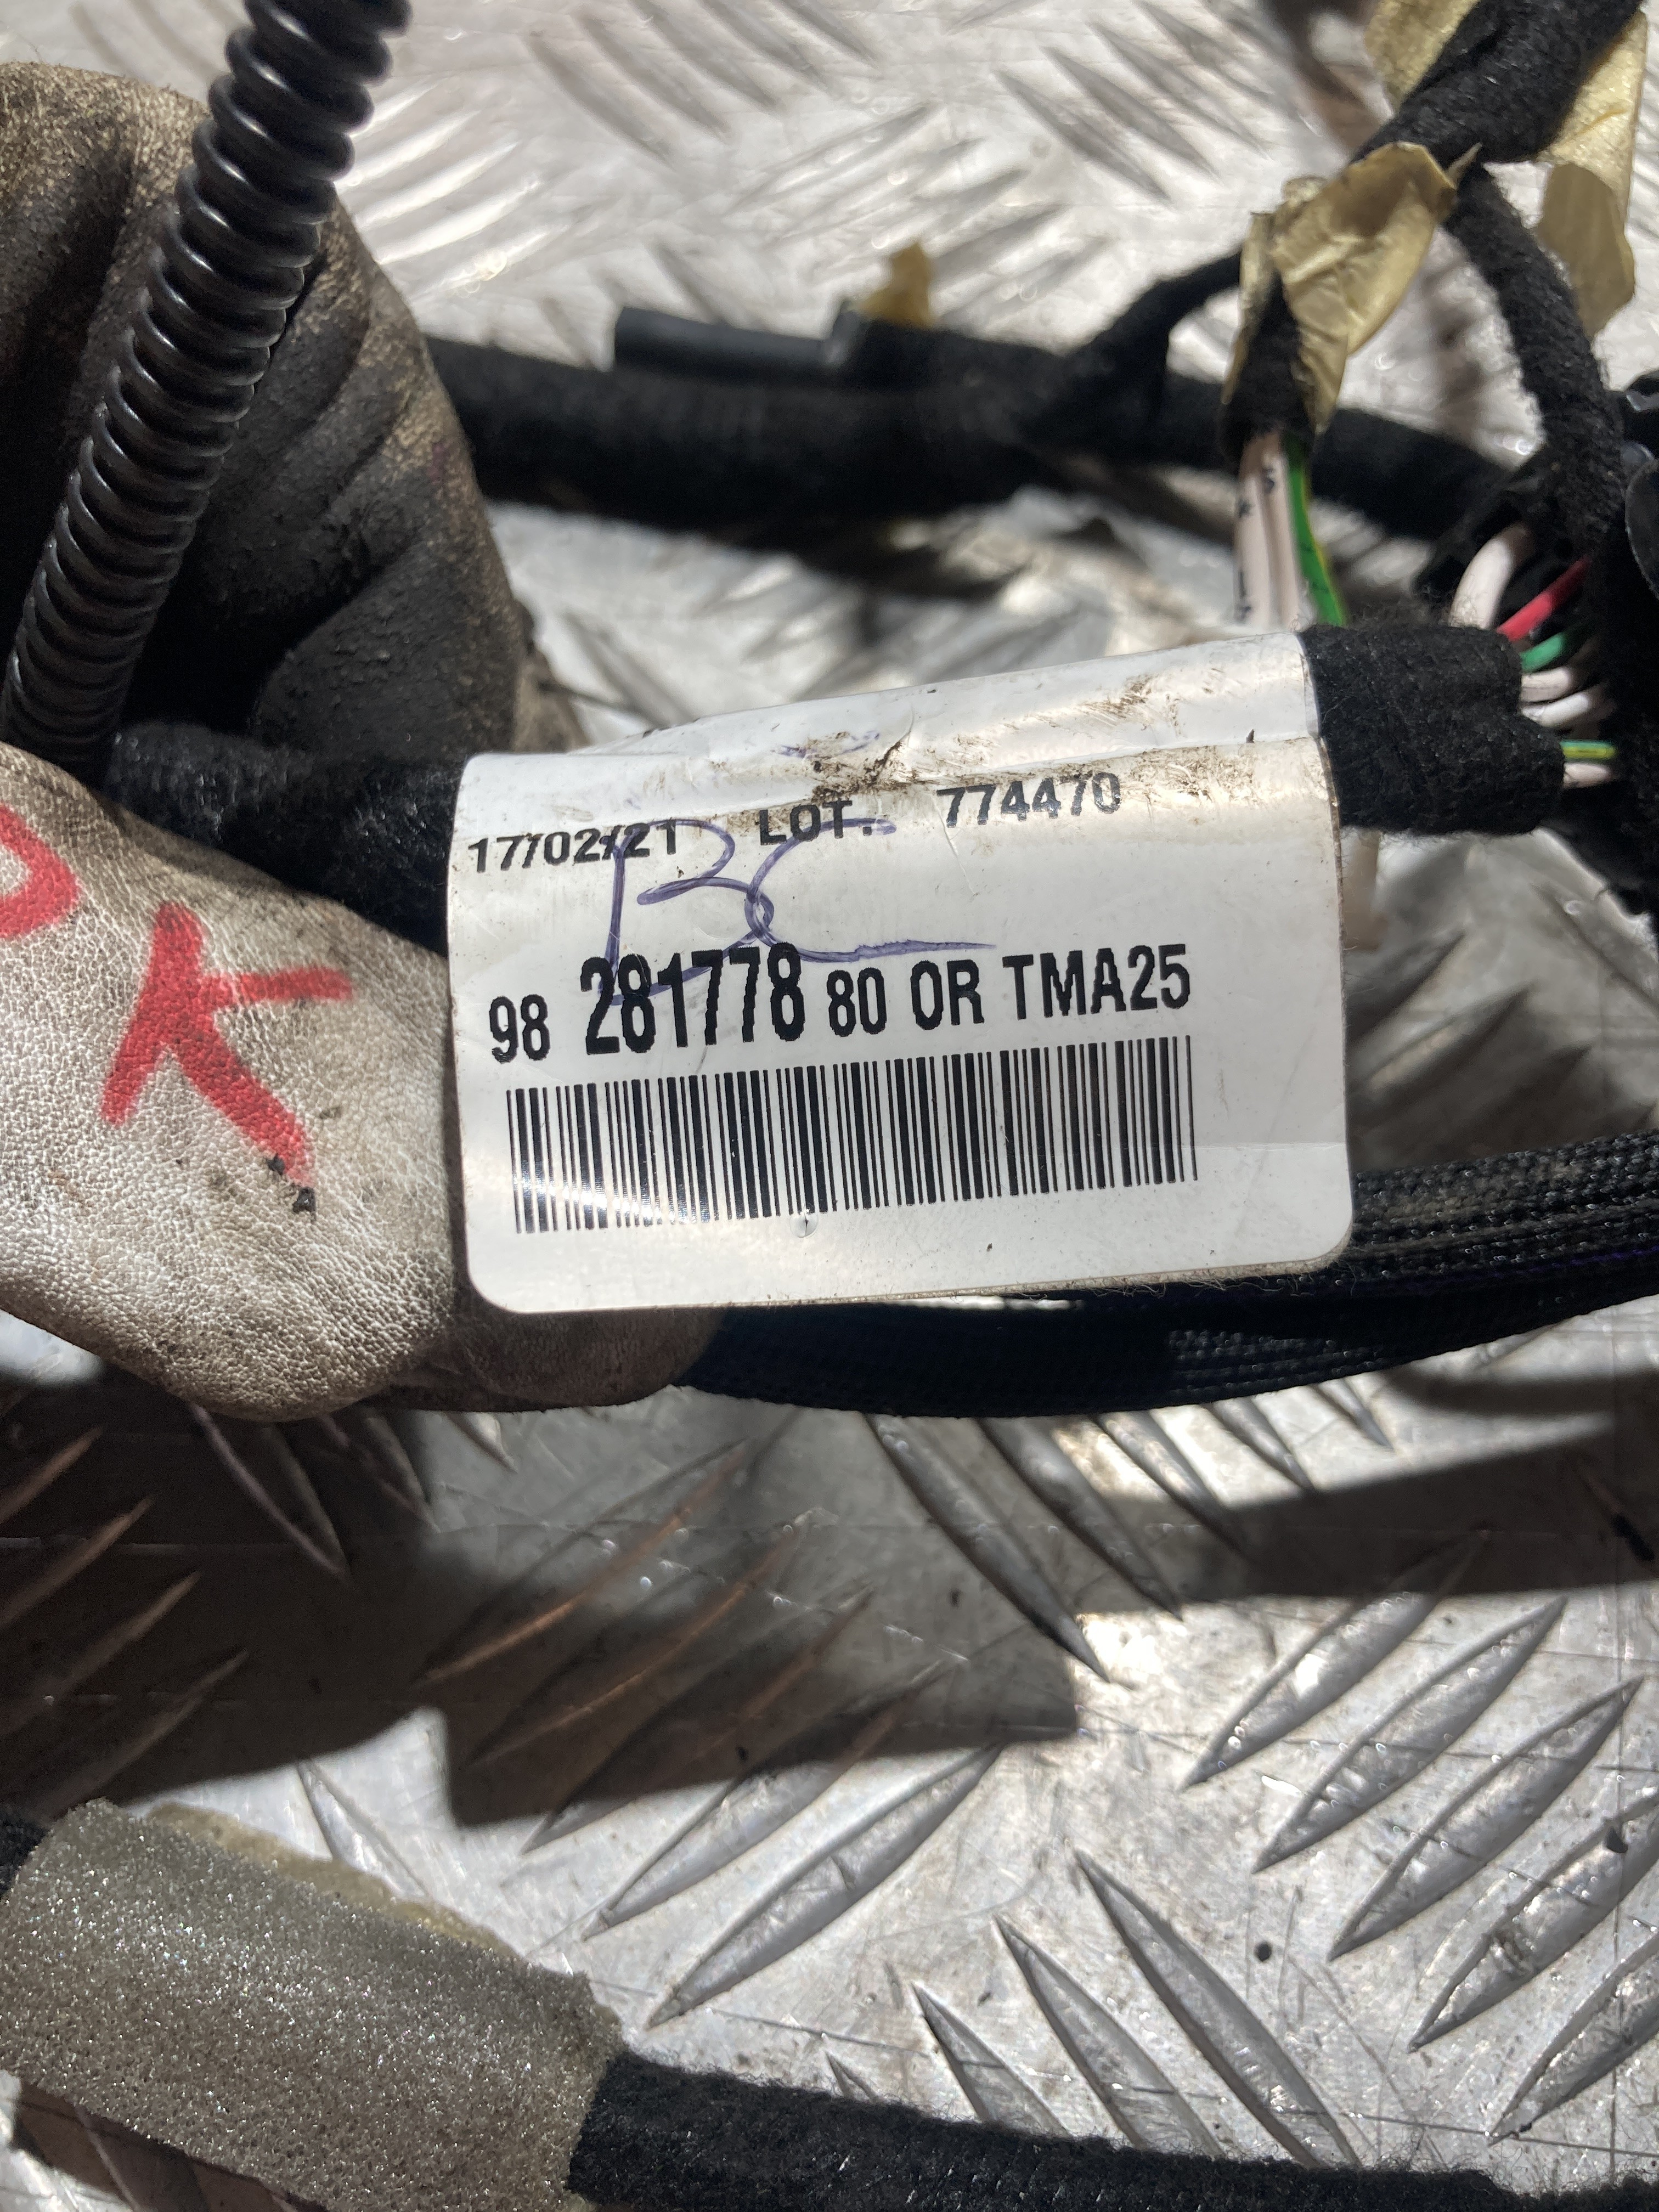 17/02/21 LOT. 774470
BC
98 281778 80 OR TMA25
K